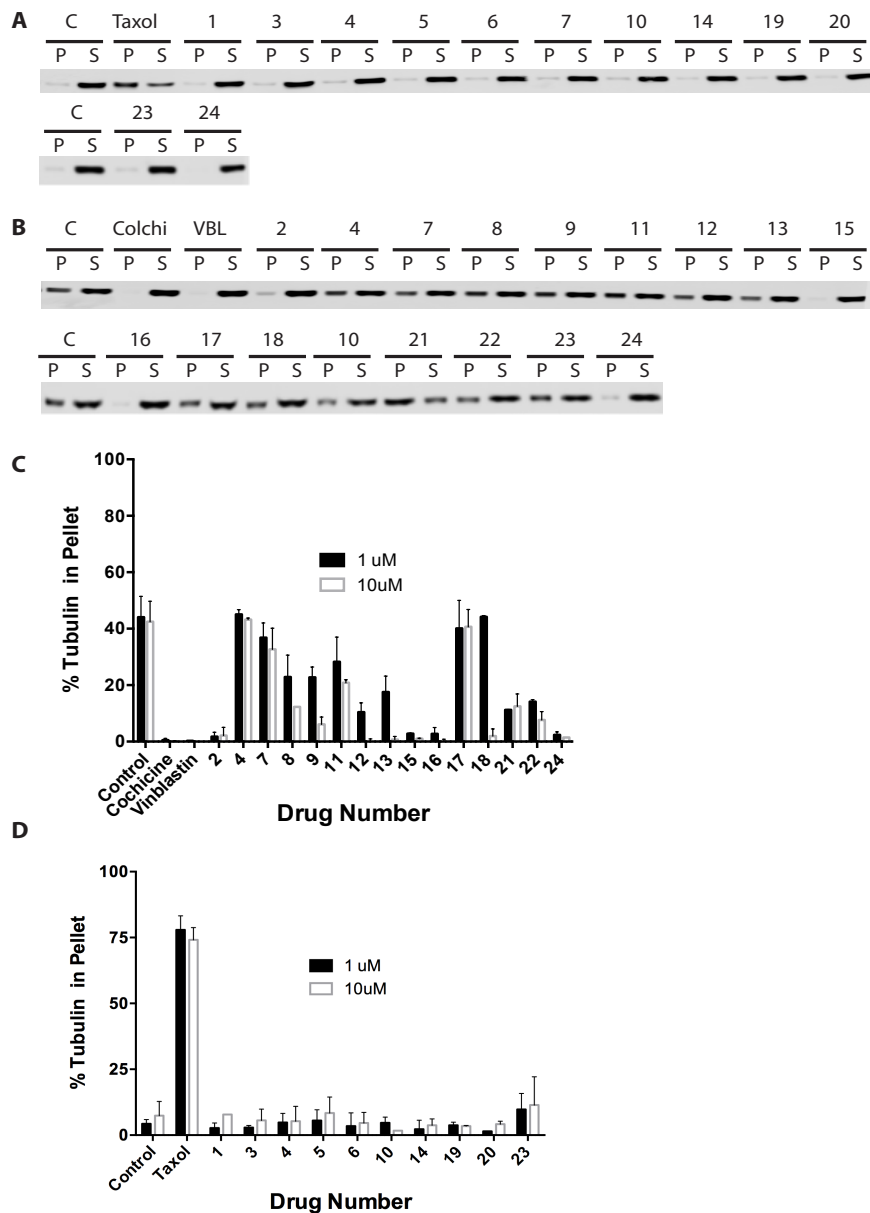 A
C Taxol 1 3 4 5 6 7 10 14 19 20
P S P S P S P S P S P S P S P S P S P S P S P S
C 23 24
P S P S P S
B
C Colchi VBL 2 4 7 8 9 11 12 13 15
P S P S P S P S P S P S P S P S P S P S P S P S
C 16 17 18 10 21 22 23 24
P S P S P S P S P S P S P S P S P S
C
% Tubulin in Pellet
100
80
60
40
20
0
1 uM
10uM
Control Cochicine Vinblastin 2 4 7 8 9 11 12 13 15 16 17 18 21 22 24
Drug Number
D
% Tubulin in Pellet
100
75
50
25
0
1 uM
10uM
Control Taxol 1 3 4 5 6 10 14 19 20 23
Drug Number